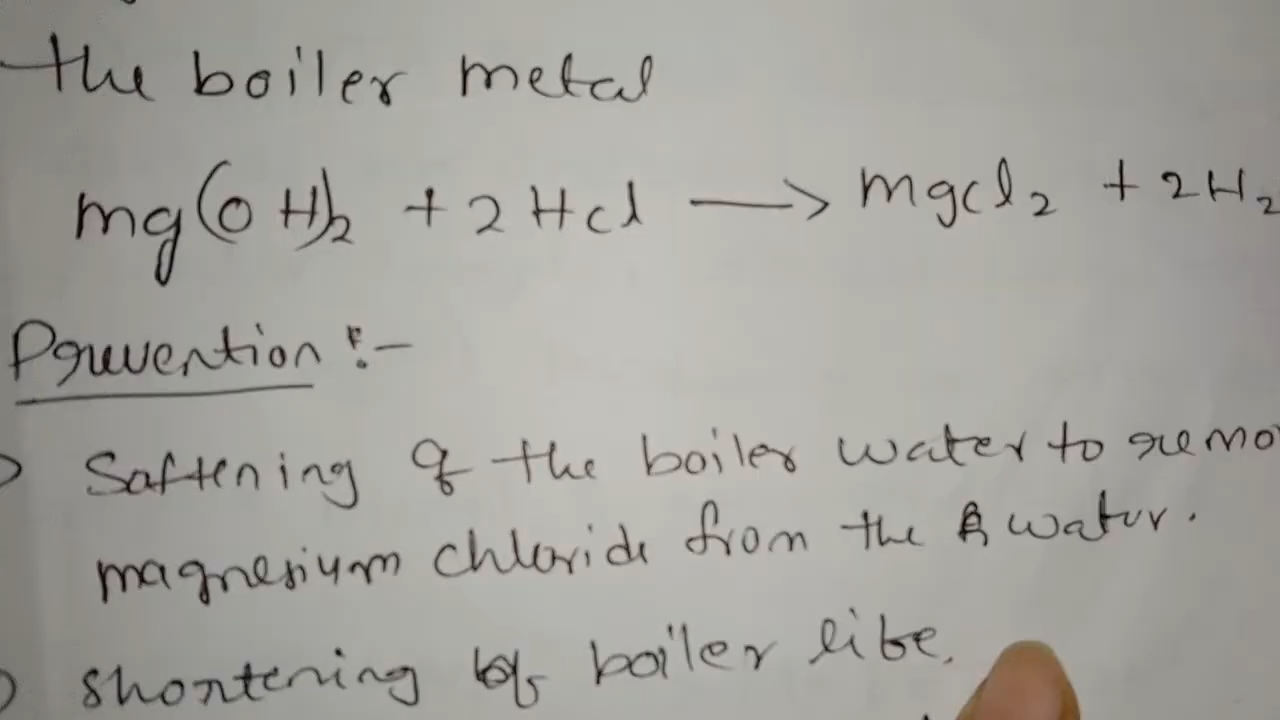 the boiler metal
mg(OH)2 + 2Hcl → mgcl2 + 2H2
Prevention :-
Softening of the boiler water to remo
magnesium chloride from the water.
shortening of boiler life.